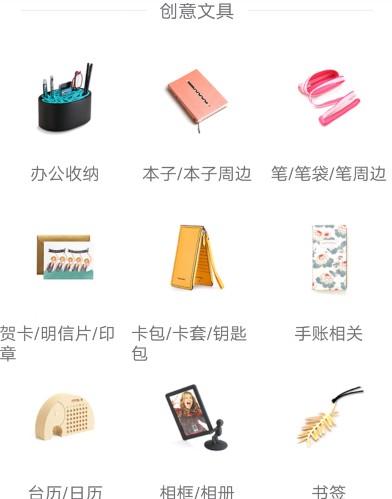 创意文具
办公收纳
本子/本子周边
笔/笔袋/笔周边
贺卡/明信片/印
章
卡包/卡套/钥匙
包
手账相关
台历/日历
相框/相册
书签